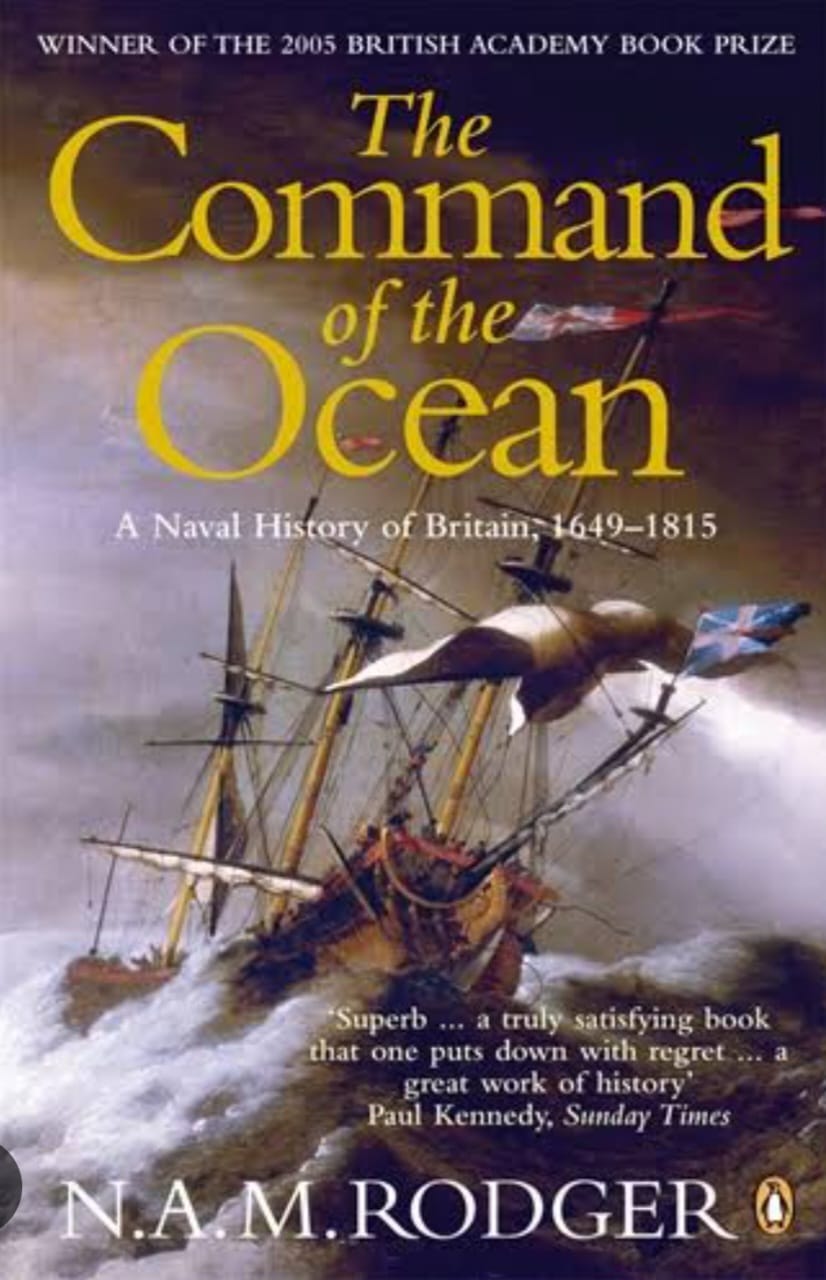 WINNER OF THE 2005 BRITISH ACADEMY BOOK PRIZE
The
Command
of the
Ocean
A Naval History of Britain, 1649–1815
‘Superb ... a truly satisfying book
that one puts down with regret ... a
great work of history’
Paul Kennedy, Sunday Times
N.A.M.RODGER